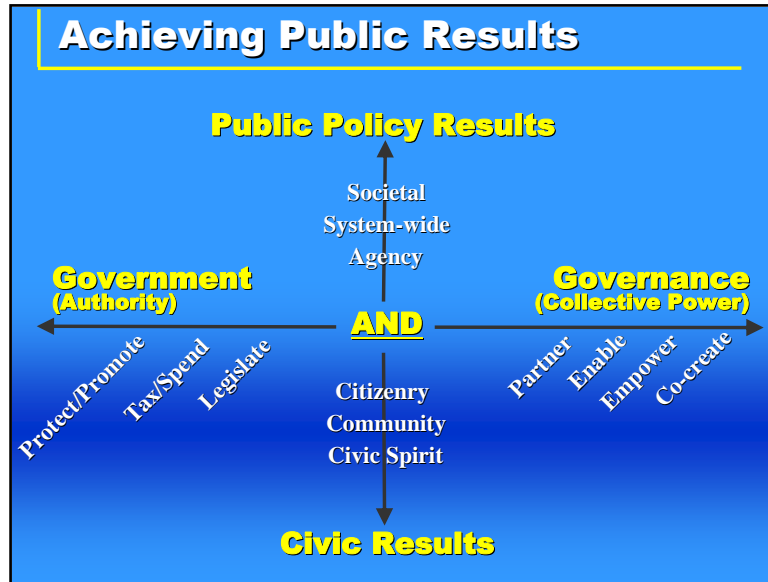 Achieving Public Results
Public Policy Results
Societal
System-wide
Agency
Government
(Authority)
Governance
(Collective Power)
AND
Protect/Promote
Tax/Spend
Legislate
Partner
Enable
Empower
Co-create
Citizenry
Community
Civic Spirit
Civic Results